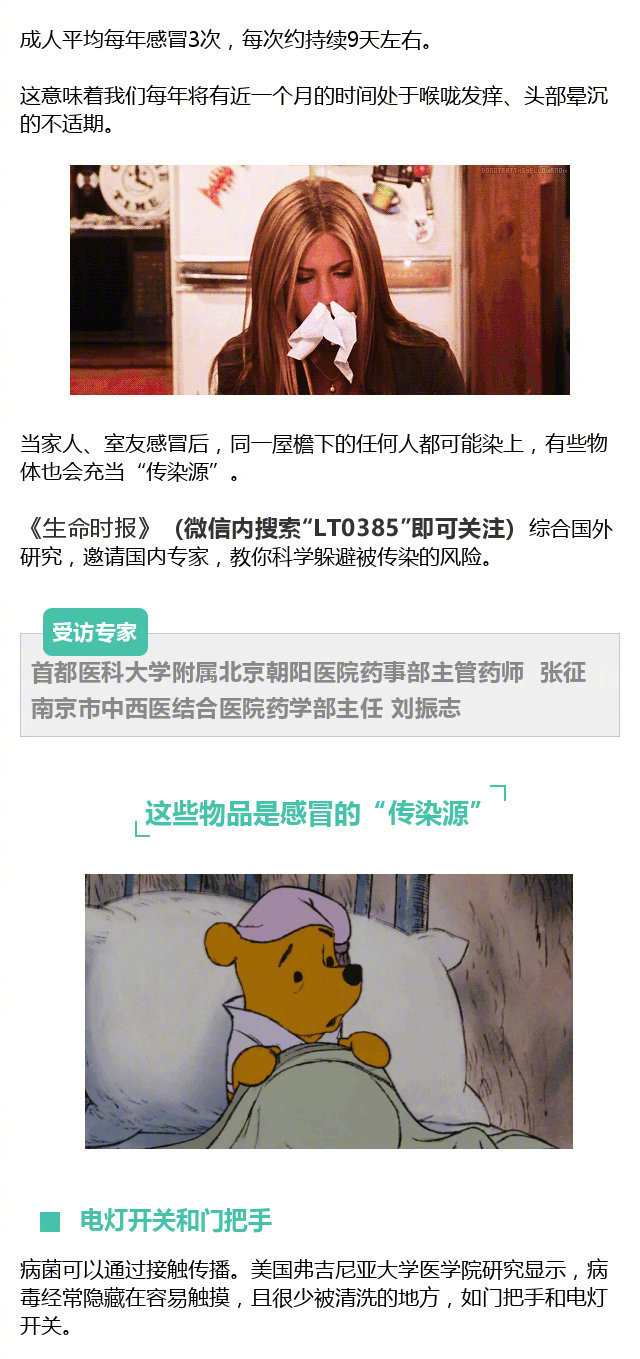 成人平均每年感冒3次，每次约持续9天左右。
这意味着我们每年将有近一个月的时间处于喉咙发痒、头部晕沉
的不适期。
TIME
DONOTEATTHEYELLOWSNOW
当家人、室友感冒后，同一屋檐下的任何人都可能染上，有些物
体也会充当“传染源”。
《生命时报》（微信内搜索“LT0385”即可关注）综合国外
研究，邀请国内专家，教你科学躲避被传染的风险。
受访专家
首都医科大学附属北京朝阳医院药事部主管药师 张征
南京市中西医结合医院药学部主任 刘振志
这些物品是感冒的“传染源”
电灯开关和门把手
病菌可以通过接触传播。美国弗吉尼亚大学医学院研究显示，病
毒经常隐藏在容易触摸，且很少被清洗的地方，如门把手和电灯
开关。